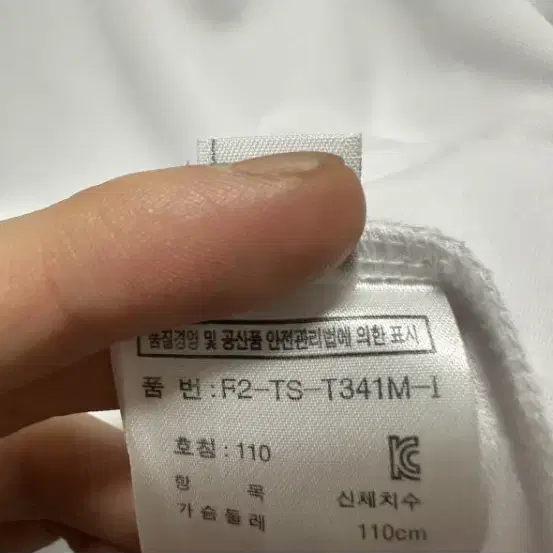 품질경영 및 공산품 안전관리법에 의한 표시
품 번 : F2-TS-T341M-I
호칭 : 110
항 목 신체치수
가슴둘레 110cm